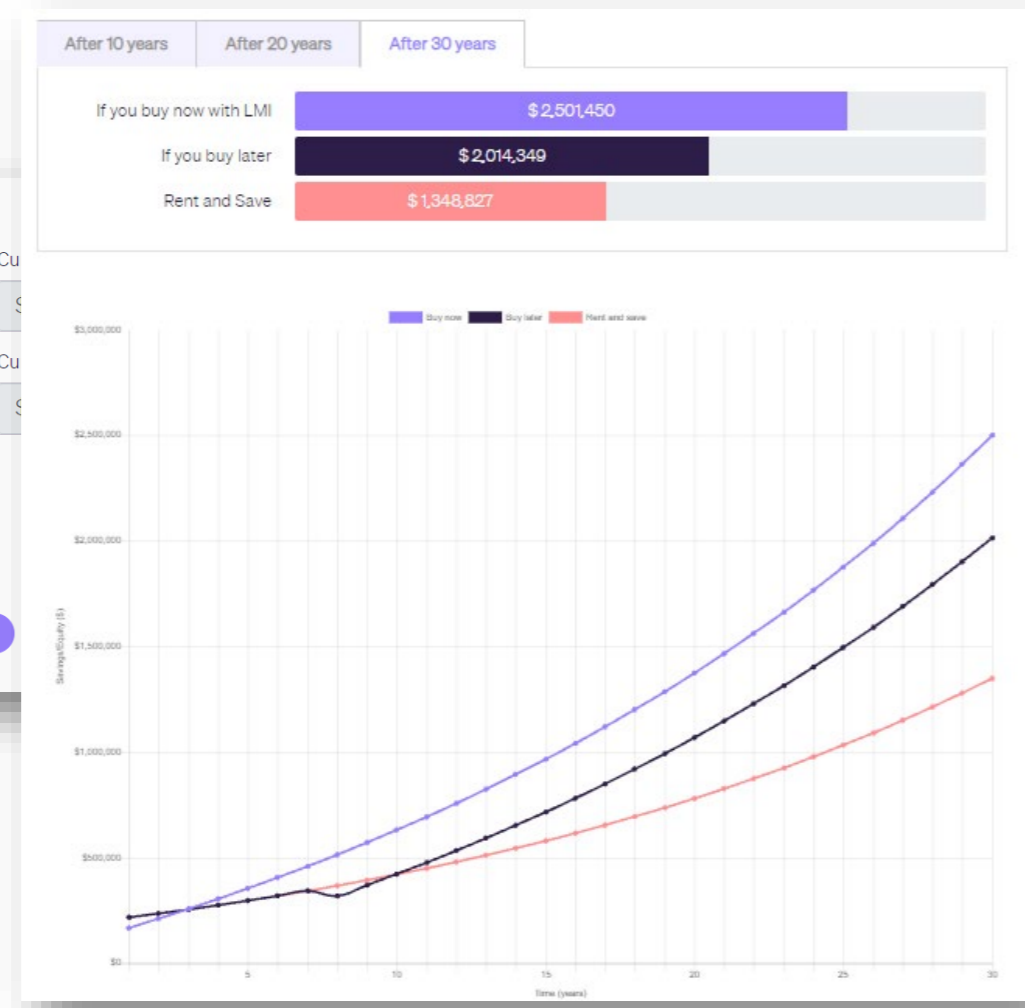 After 10 years After 20 years After 30 years
If you buy now with LMI $2,501,450
If you buy later $2,014,349
Rent and Save $1,348,827
Cu
Cu
Buy now Buy later Rent and save
$3,000,000
$2,500,000
$2,000,000
$1,500,000
$1,000,000
$500,000
$0
Savings/Equity ($)
5 10 15 20 25 30
Time (years)